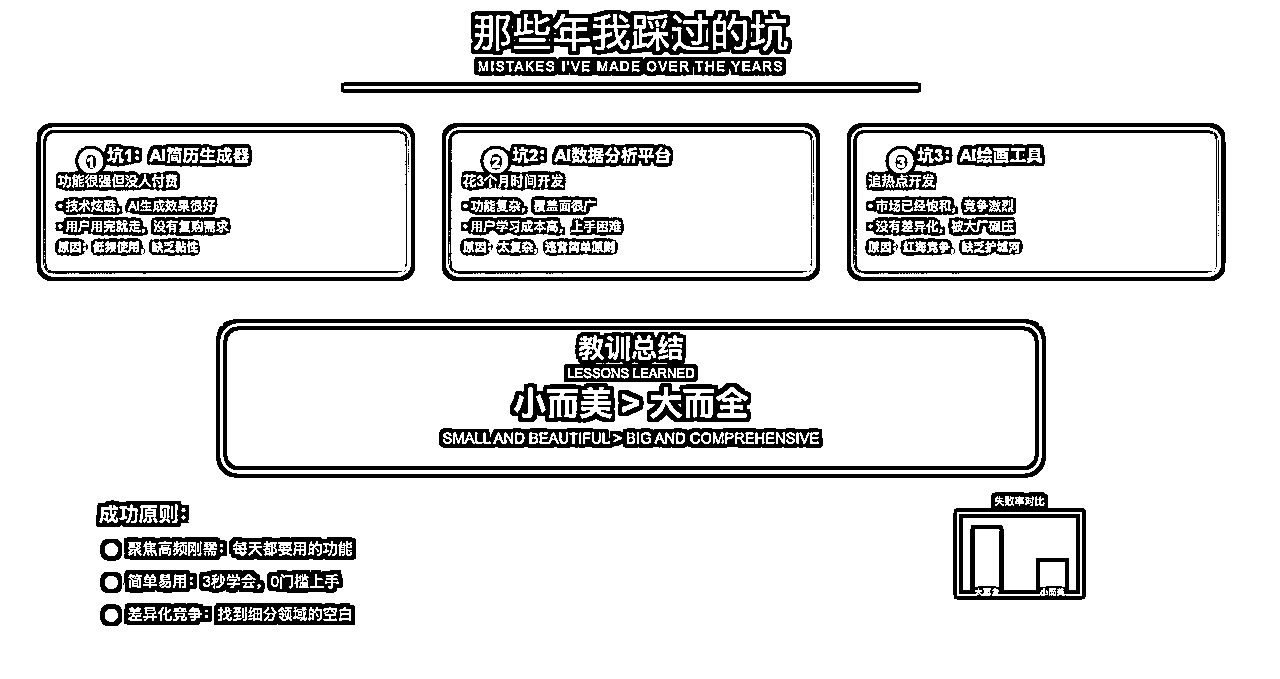 那些年我踩过的坑
MISTAKES I'VE MADE OVER THE YEARS
1 坑1：AI简历生成器
功能很强但没人付费
• 技术炫酷，AI生成效果很好
• 用户用完就走，没有复购需求
原因：低频使用，缺乏黏性
2 坑2：AI数据分析平台
花3个月时间开发
• 功能复杂，覆盖面很广
• 用户学习成本高，上手困难
原因：太复杂，违背简单原则
3 坑3：AI绘画工具
追热点开发
• 市场已经饱和，竞争激烈
• 没有差异化，被大厂碾压
原因：红海竞争，缺乏护城河
教训总结
LESSONS LEARNED
小而美 > 大而全
SMALL AND BEAUTIFUL > BIG AND COMPREHENSIVE
成功原则：
聚焦高频刚需：每天都要用的功能
简单易用：3秒学会，0门槛上手
差异化竞争：找到细分领域的空白
失败率对比
大而全 小而美